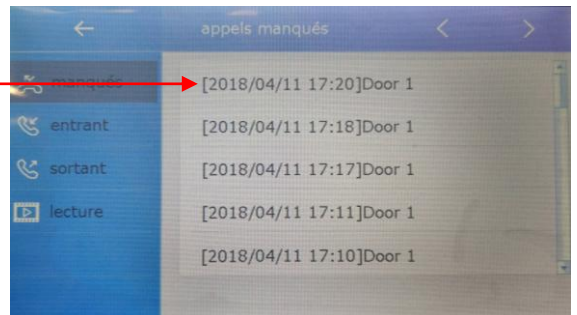 appels manqués
manqués
entrant
sortant
lecture
[2018/04/11 17:20]Door 1
[2018/04/11 17:18]Door 1
[2018/04/11 17:17]Door 1
[2018/04/11 17:11]Door 1
[2018/04/11 17:10]Door 1